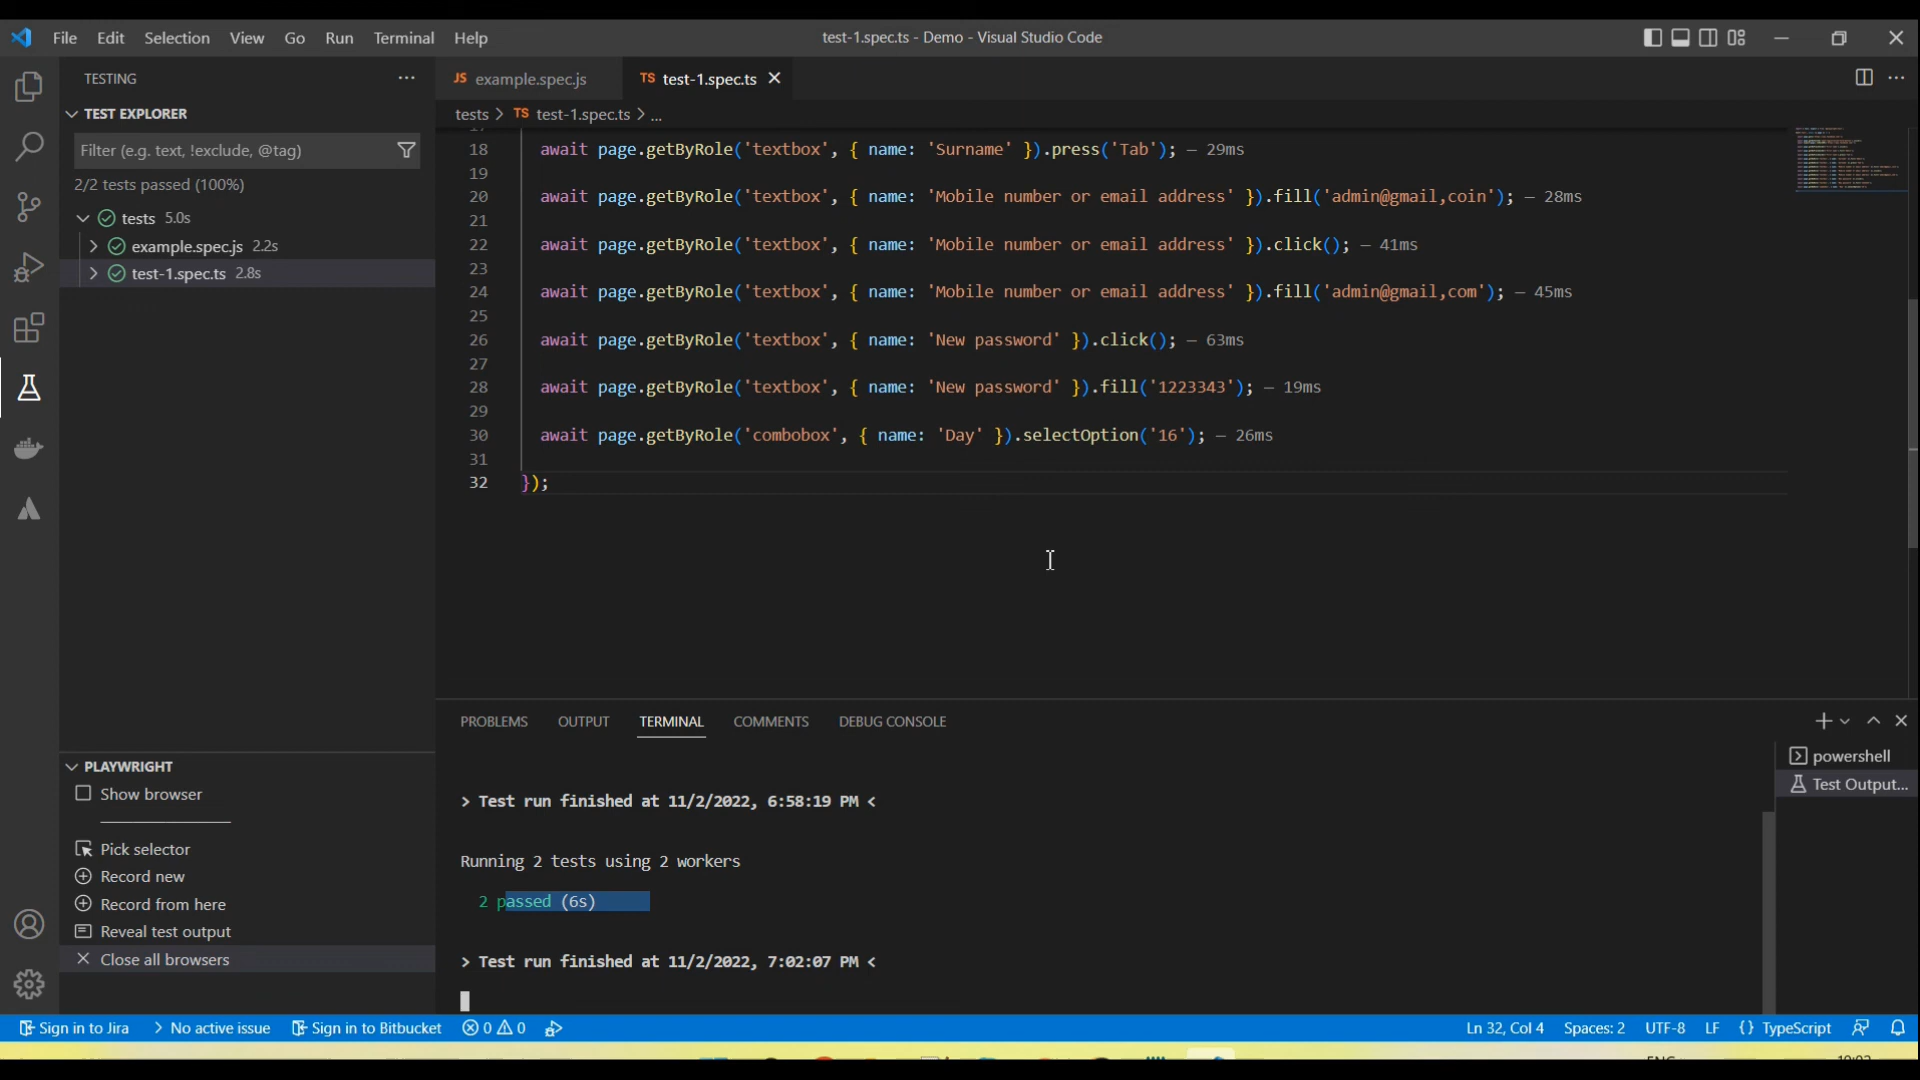 File Edit Selection View Go Run Terminal Help
test-1.spec.ts - Demo - Visual Studio Code
TESTING
JS example.spec.js
TS test-1.spec.ts
TEST EXPLORER
tests > TS test-1.spec.ts > ...
Filter (e.g. text, !exclude, @tag)
2/2 tests passed (100%)
tests 5.0s
example.spec.js 2.2s
test-1.spec.ts 2.8s
18 await page.getByRole('textbox', { name: 'Surname' }).press('Tab'); — 29ms
19
20 await page.getByRole('textbox', { name: 'Mobile number or email address' }).fill('admin@gmail,coin'); — 28ms
21
22 await page.getByRole('textbox', { name: 'Mobile number or email address' }).click(); — 41ms
23
24 await page.getByRole('textbox', { name: 'Mobile number or email address' }).fill('admin@gmail,com'); — 45ms
25
26 await page.getByRole('textbox', { name: 'New password' }).click(); — 63ms
27
28 await page.getByRole('textbox', { name: 'New password' }).fill('1223343'); — 19ms
29
30 await page.getByRole('combobox', { name: 'Day' }).selectOption('16'); — 26ms
31
32 });
PROBLEMS OUTPUT TERMINAL COMMENTS DEBUG CONSOLE
PLAYWRIGHT
Show browser
Pick selector
Record new
Record from here
Reveal test output
Close all browsers
> Test run finished at 11/2/2022, 6:58:19 PM <
Running 2 tests using 2 workers
2 passed (6s)
> Test run finished at 11/2/2022, 7:02:07 PM <
powershell
Test Output...
Sign in to Jira > No active issue Sign in to Bitbucket 0 0
Ln 32, Col 4 Spaces: 2 UTF-8 LF {} TypeScript